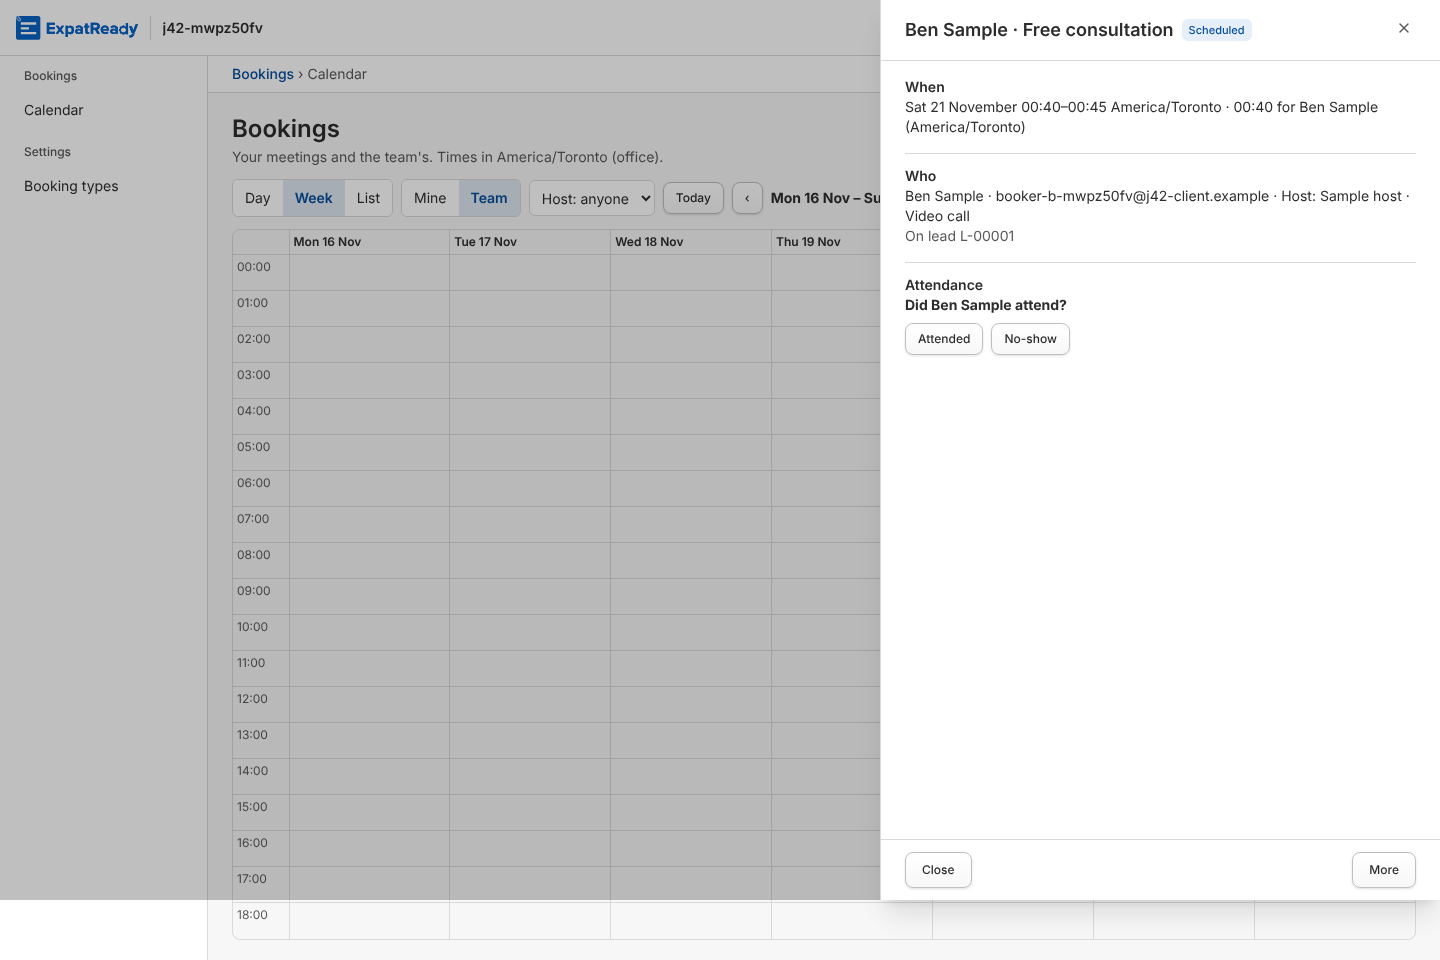 ExpatReady
j42-mwpz50fv
Bookings
Calendar
Settings
Booking types
Bookings › Calendar
Bookings
Your meetings and the team's. Times in America/Toronto (office).
Day Week List Mine Team Host: anyone Today ‹ Mon 16 Nov – Su
Mon 16 Nov Tue 17 Nov Wed 18 Nov Thu 19 Nov
00:00
01:00
02:00
03:00
04:00
05:00
06:00
07:00
08:00
09:00
10:00
11:00
12:00
13:00
14:00
15:00
16:00
17:00
18:00
Ben Sample · Free consultation Scheduled ×
When
Sat 21 November 00:40–00:45 America/Toronto · 00:40 for Ben Sample
(America/Toronto)
Who
Ben Sample · booker-b-mwpz50fv@j42-client.example · Host: Sample host ·
Video call
On lead L-00001
Attendance
Did Ben Sample attend?
Attended No-show
Close More